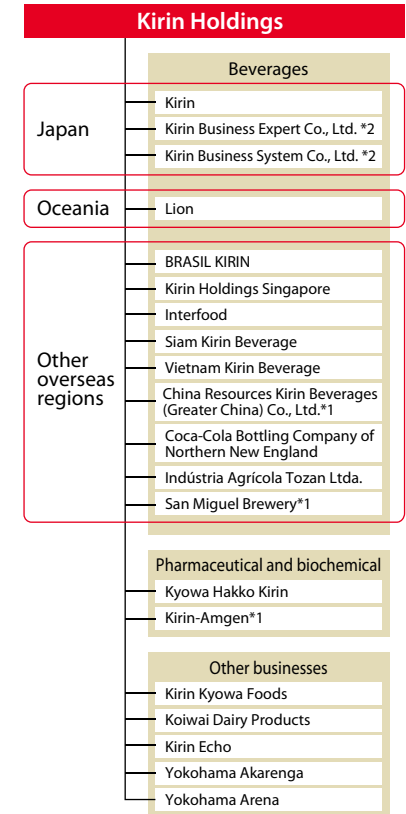 Kirin Holdings
Beverages
Japan
Kirin
Kirin Business Expert Co., Ltd. *2
Kirin Business System Co., Ltd. *2
Oceania
Lion
Other
overseas
regions
BRASIL KIRIN
Kirin Holdings Singapore
Interfood
Siam Kirin Beverage
Vietnam Kirin Beverage
China Resources Kirin Beverages
(Greater China) Co., Ltd.*1
Coca-Cola Bottling Company of
Northern New England
Indústria Agrícola Tozan Ltda.
San Miguel Brewery*1
Pharmaceutical and biochemical
Kyowa Hakko Kirin
Kirin-Amgen*1
Other businesses
Kirin Kyowa Foods
Koiwai Dairy Products
Kirin Echo
Yokohama Akarenga
Yokohama Arena